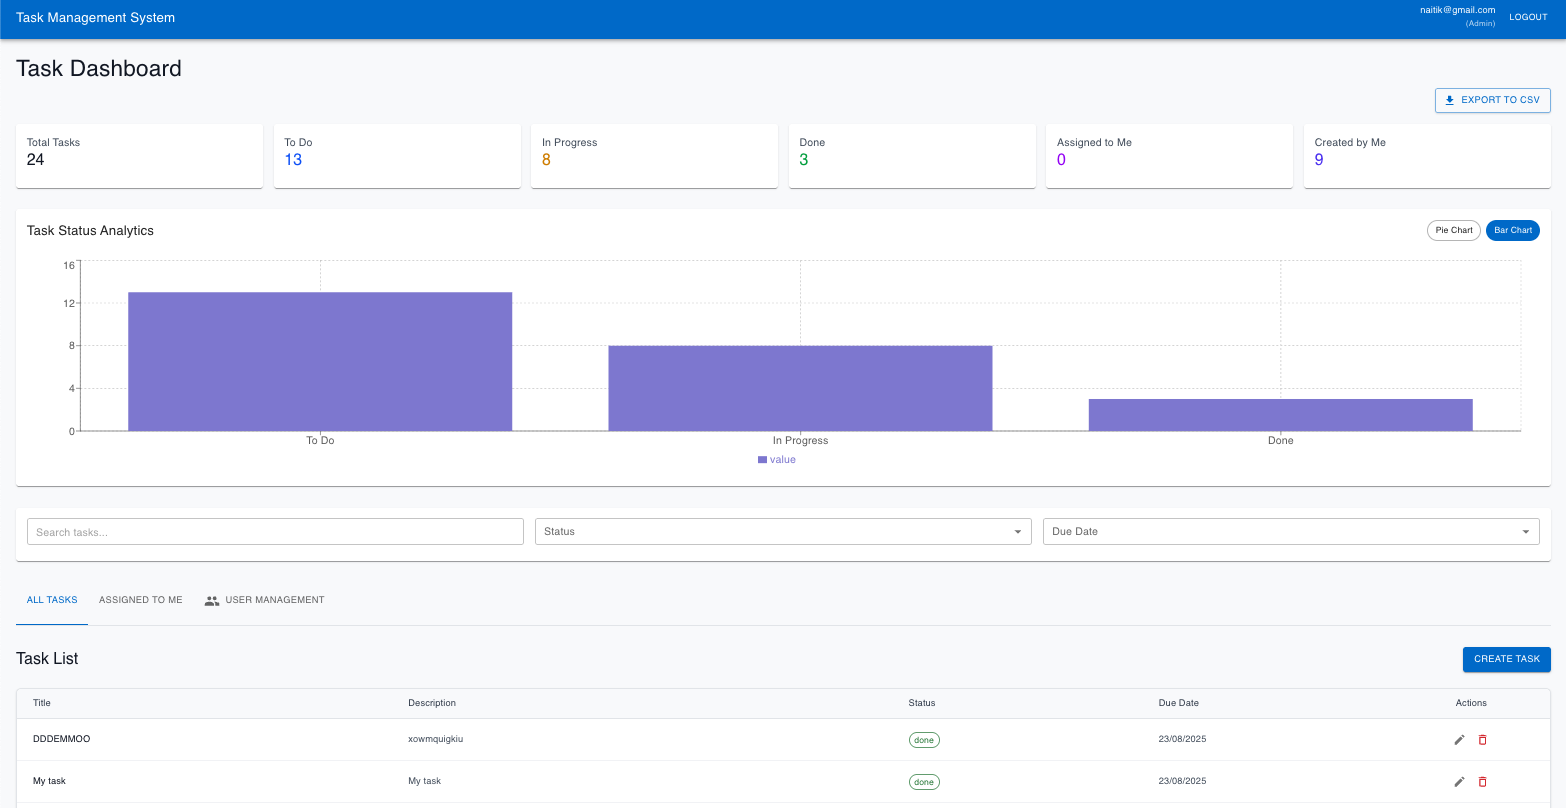 Task Management System
naitik@gmail.com
(Admin)
LOGOUT
Task Dashboard
EXPORT TO CSV
Total Tasks
24
To Do
13
In Progress
8
Done
3
Assigned to Me
0
Created by Me
9
Task Status Analytics
Pie Chart
Bar Chart
16
12
8
4
0
To Do
In Progress
Done
value
Search tasks...
Status
Due Date
ALL TASKS
ASSIGNED TO ME
USER MANAGEMENT
Task List
CREATE TASK
Title Description Status Due Date Actions
DDDEMMOO xowmquigkiu done 23/08/2025
My task My task done 23/08/2025